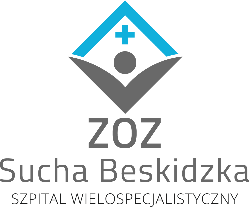 ZOZ
Sucha Beskidzka
SZPITAL WIELOSPECJALISTYCZNY